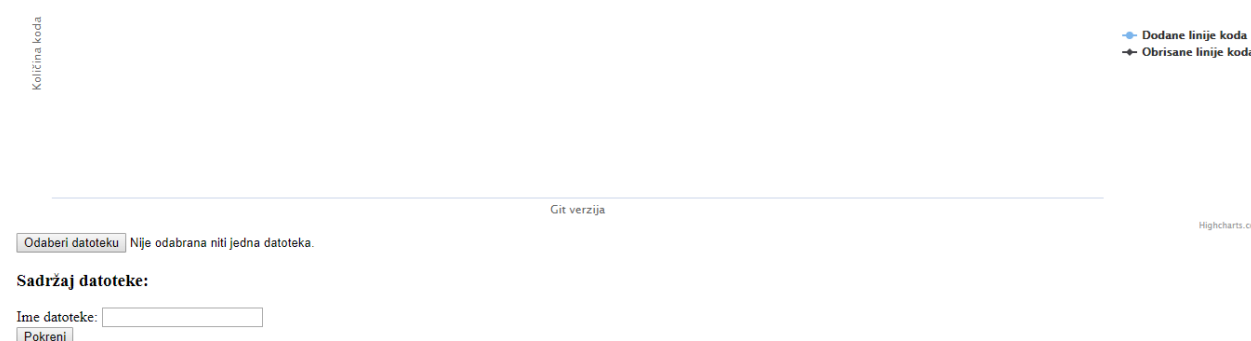 Količina koda
Dodane linije koda
Obrisane linije koda
Git verzija
Highcharts.c
Odaberi datoteku Nije odabrana niti jedna datoteka.
Sadržaj datoteke:
Ime datoteke:
Pokreni